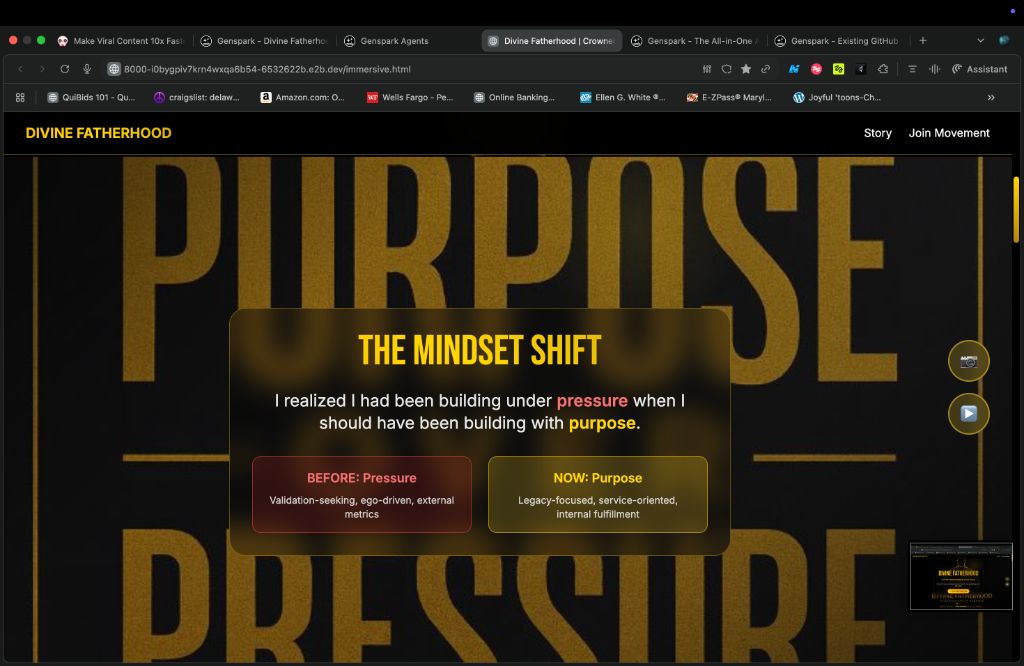 Make Viral Content 10x Fast
Genspark - Divine Fatherhoo
Genspark Agents
Divine Fatherhood | Crowne
Genspark - The All-in-One A
Genspark - Existing GitHub
8000-i0bygpiv7krn4wxqa6b54-6532622b.e2b.dev/immersive.html
Assistant
QuiBids 101 - Qu...
craigslist: delaw...
Amazon.com: O...
Wells Fargo - Pe...
Online Banking...
Ellen G. White ®...
E-ZPass® Maryl...
Joyful 'toons-Ch...
DIVINE FATHERHOOD
Story
Join Movement
PURPOSE
THE MINDSET SHIFT
I realized I had been building under pressure when I
should have been building with purpose.
BEFORE: Pressure
Validation-seeking, ego-driven, external
metrics
NOW: Purpose
Legacy-focused, service-oriented,
internal fulfillment
PRESSURE
DIVINE FATHERHOOD